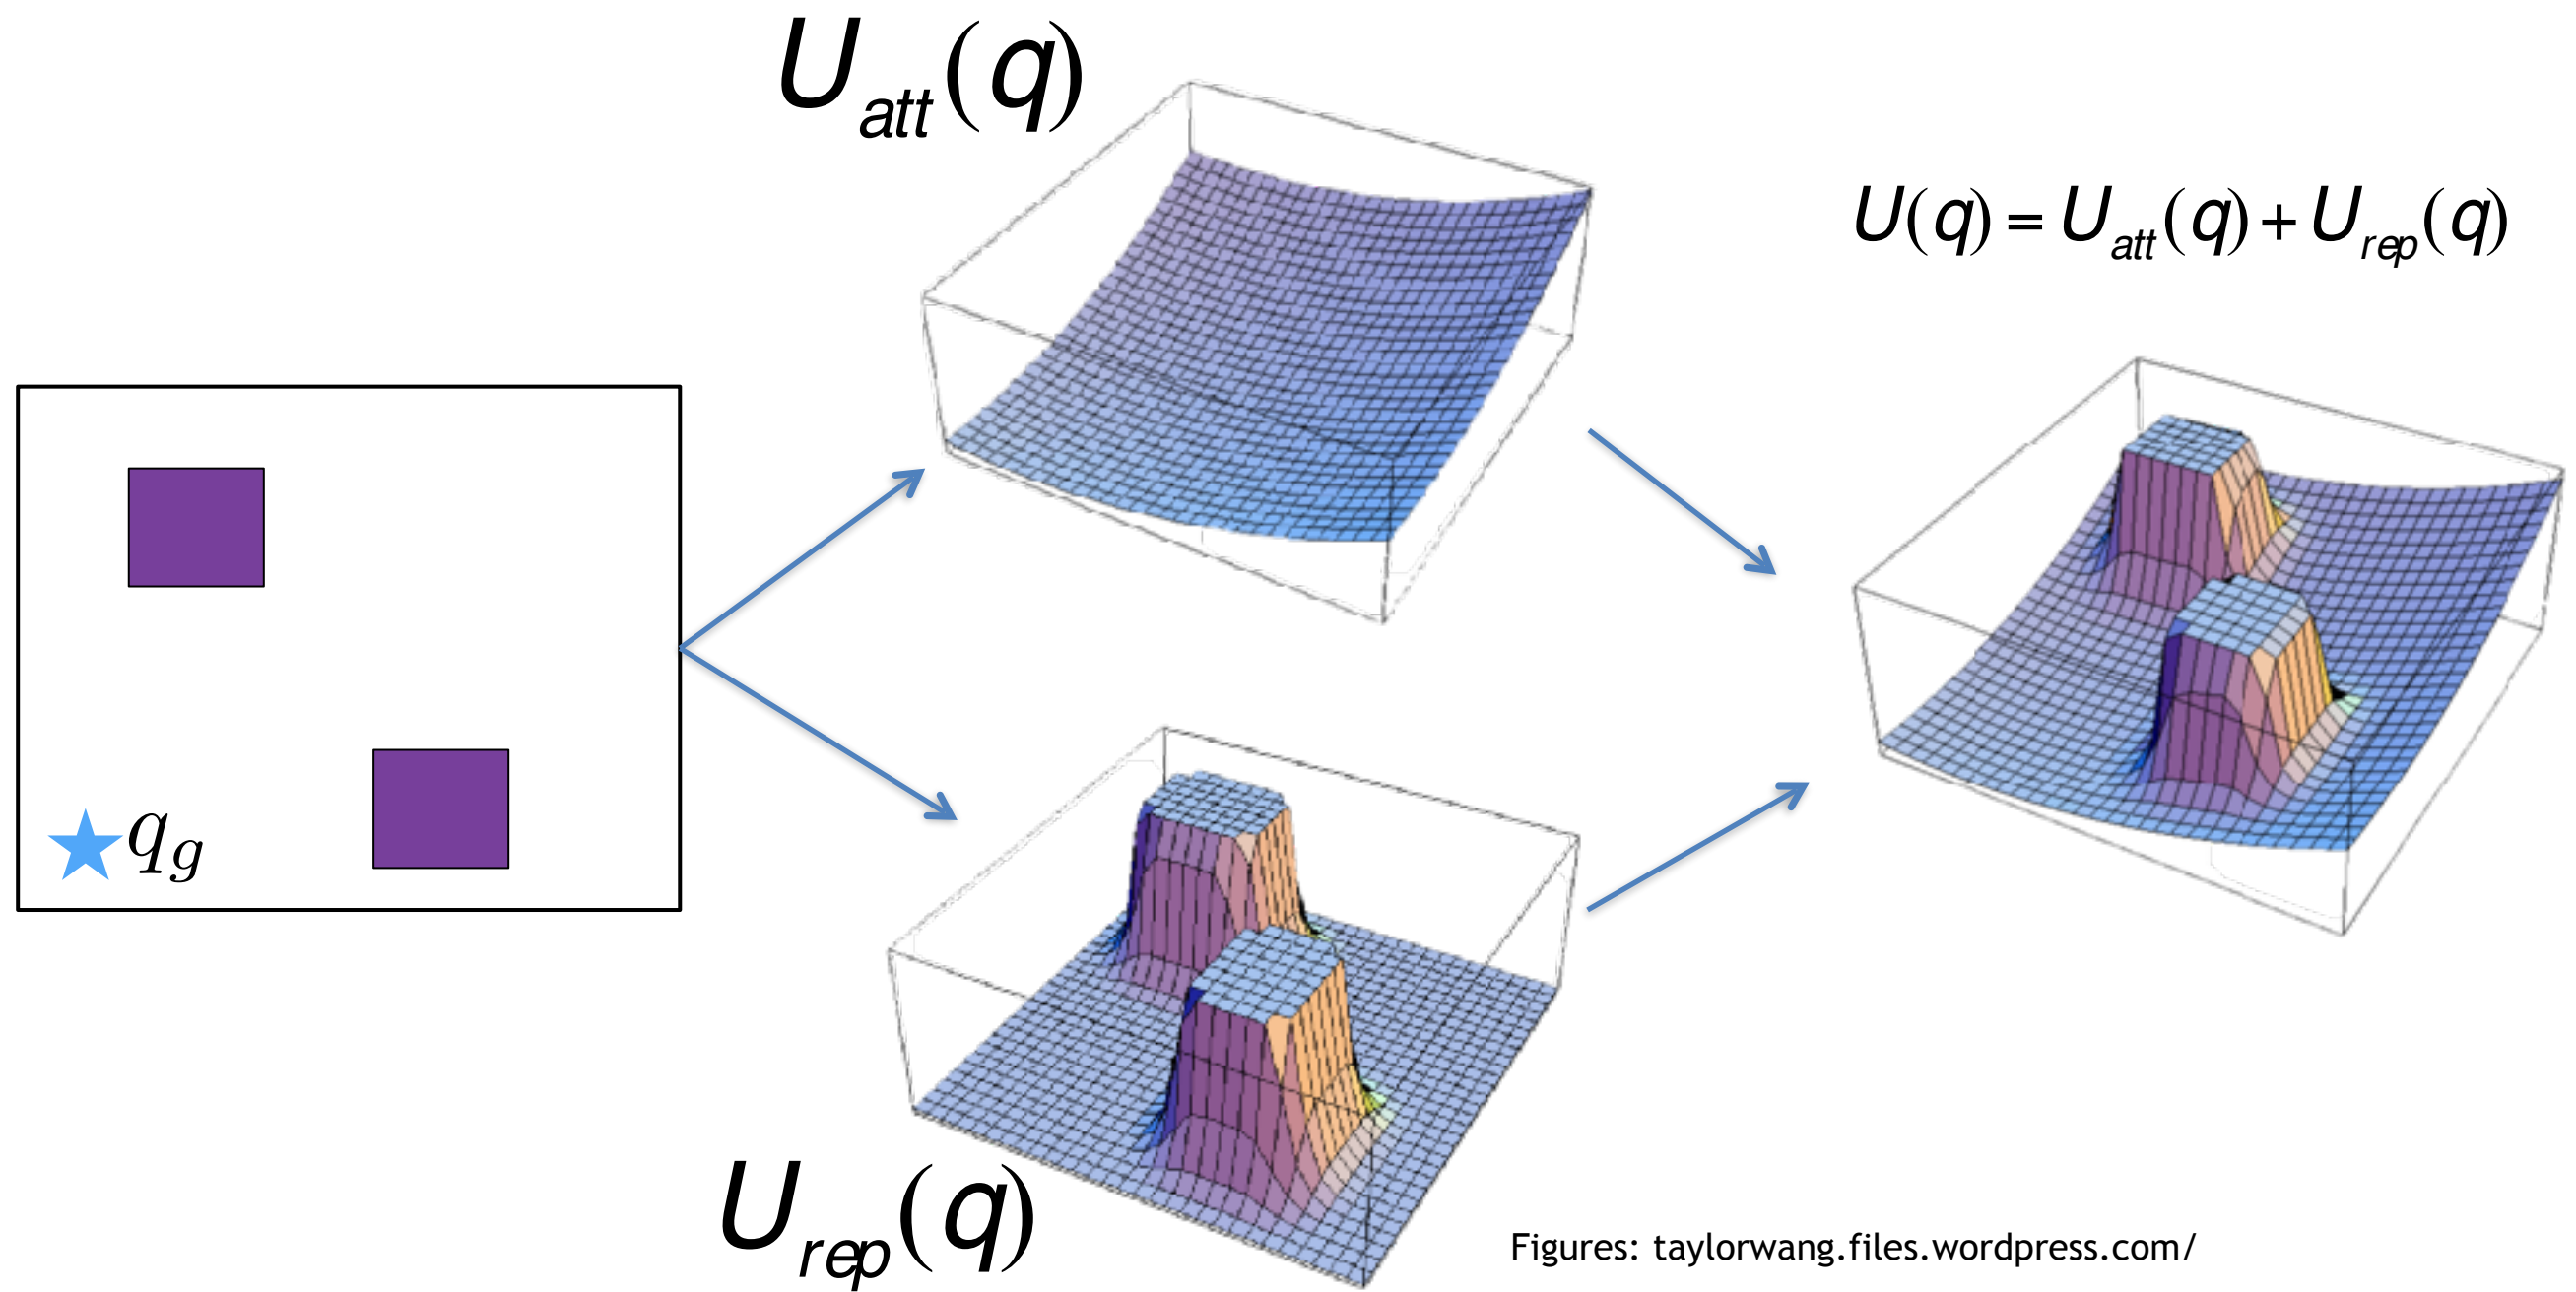 U_att(q)
U(q) = U_att(q) + U_rep(q)
q_g
U_rep(q)
Figures: taylorwang.files.wordpress.com/